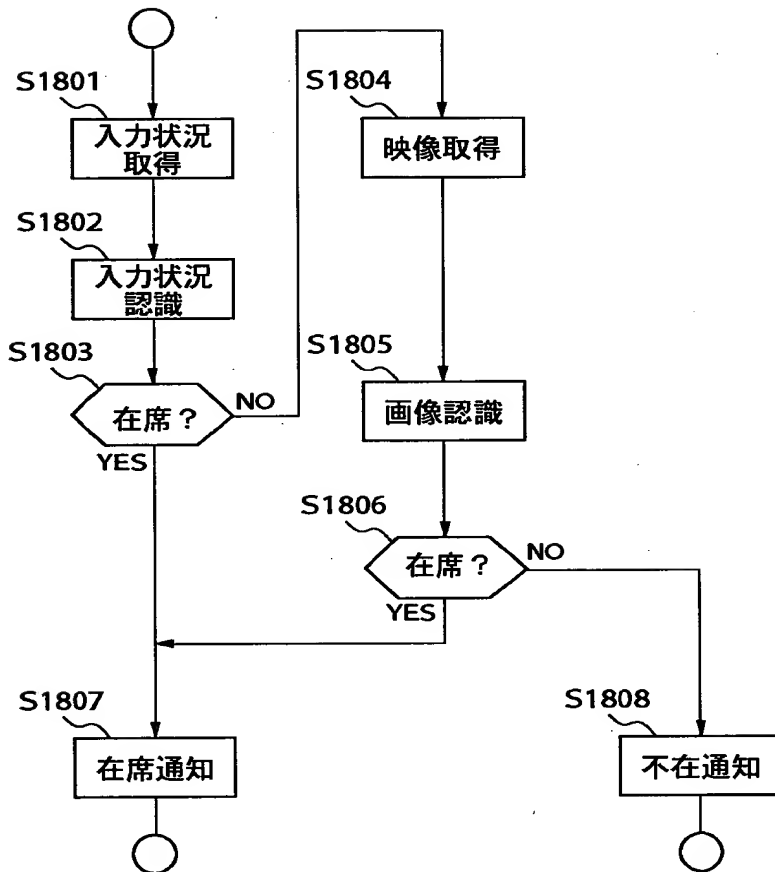 S1801
入力状況
取得
S1802
入力状況
認識
S1803
在席？
NO
YES
S1804
映像取得
S1805
画像認識
S1806
在席？
NO
YES
S1807
在席通知
S1808
不在通知